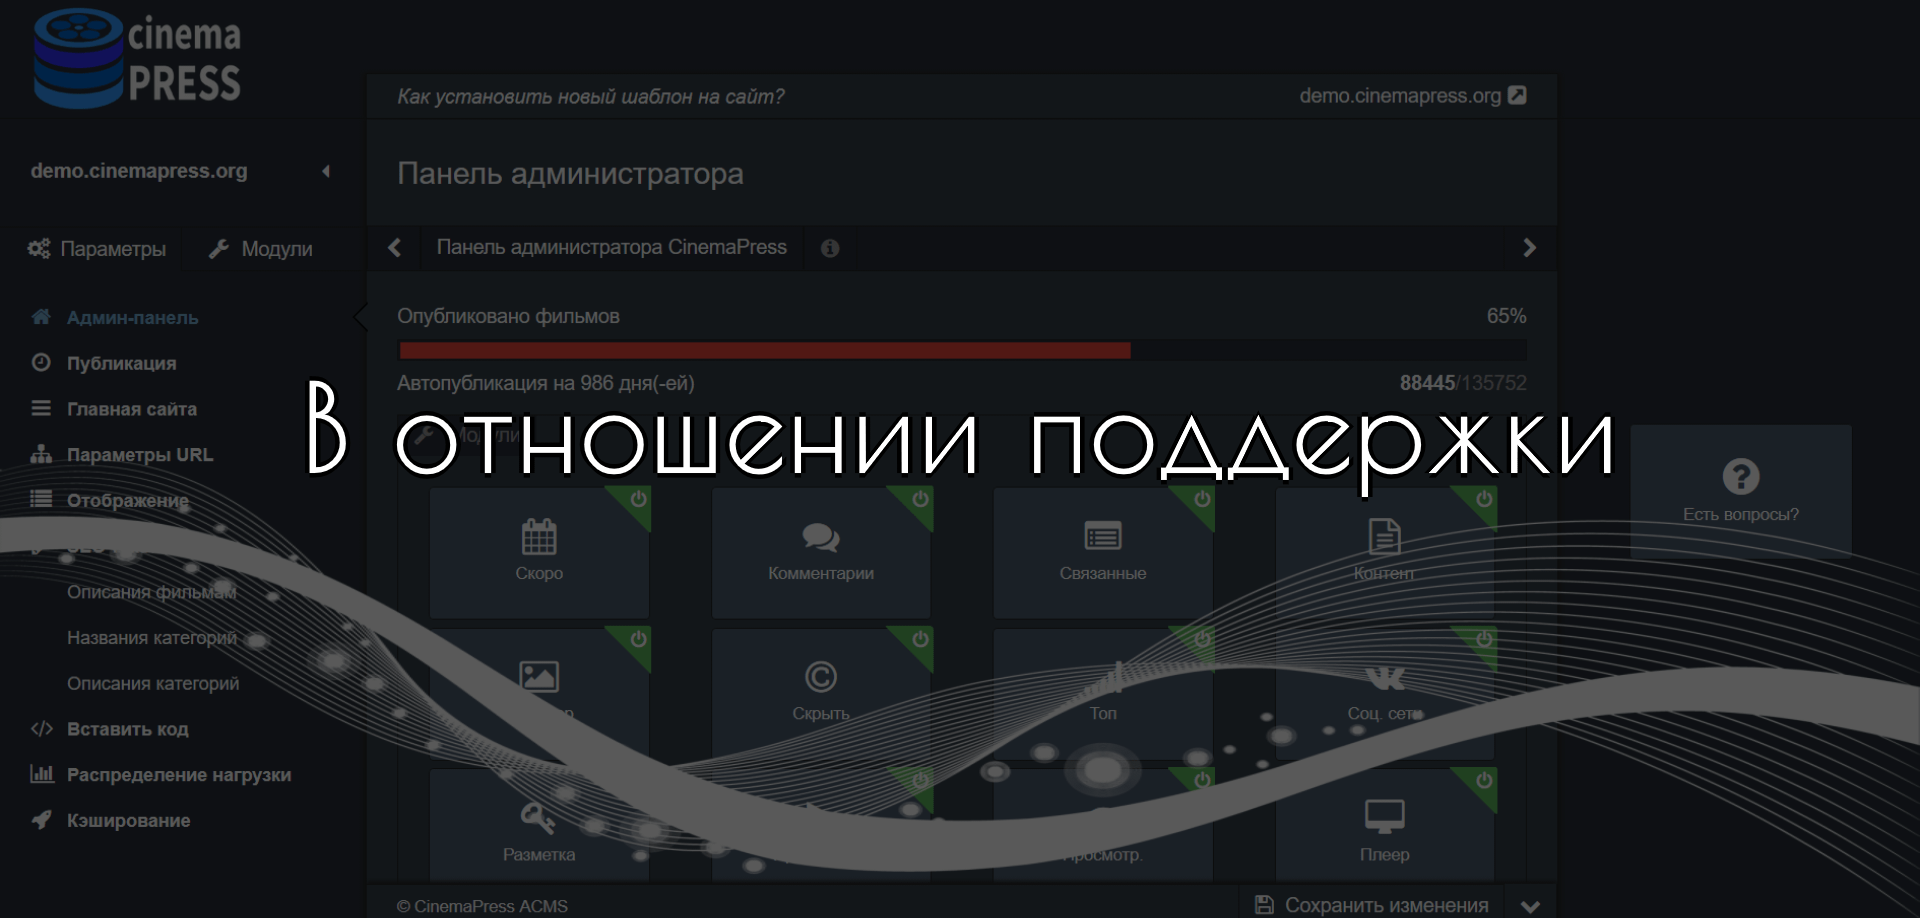 cinema
PRESS
Как установить новый шаблон на сайт?
demo.cinemapress.org
demo.cinemapress.org
Панель администратора
Параметры
Модули
Панель администратора CinemaPress
Админ-панель
Опубликовано фильмов
65%
Публикация
Автопубликация на 986 дня(-ей)
88445/135752
Главная сайта
В отношении поддержки
Модули
Параметры URL
Отображение
Есть вопросы?
SEO
Скоро
Комментарии
Связанные
Контент
Описания фильмам
Названия категорий
Описания категорий
Скрыть
Топ
Соц. сети
Вставить код
Распределение нагрузки
Кэширование
Разметка
Просмотр.
Плеер
© CinemaPress ACMS
Сохранить изменения